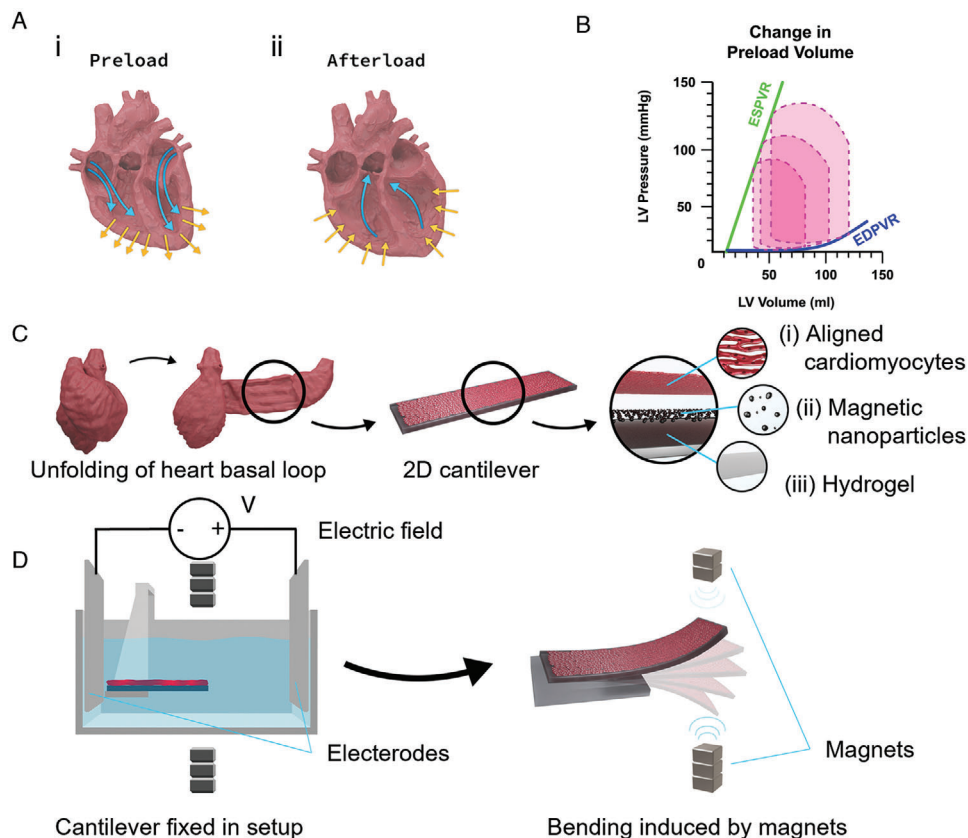 A
i
Preload
ii
Afterload
B
Change in
Preload Volume
LV Pressure (mmHg)
150
100
50
0
50
100
150
ESPVR
EDPVR
LV Volume (ml)
C
Unfolding of heart basal loop
2D cantilever
(i) Aligned
cardiomyocytes
(ii) Magnetic
nanoparticles
(iii) Hydrogel
D
V
- +
Electric field
Electerodes
Cantilever fixed in setup
Magnets
Bending induced by magnets